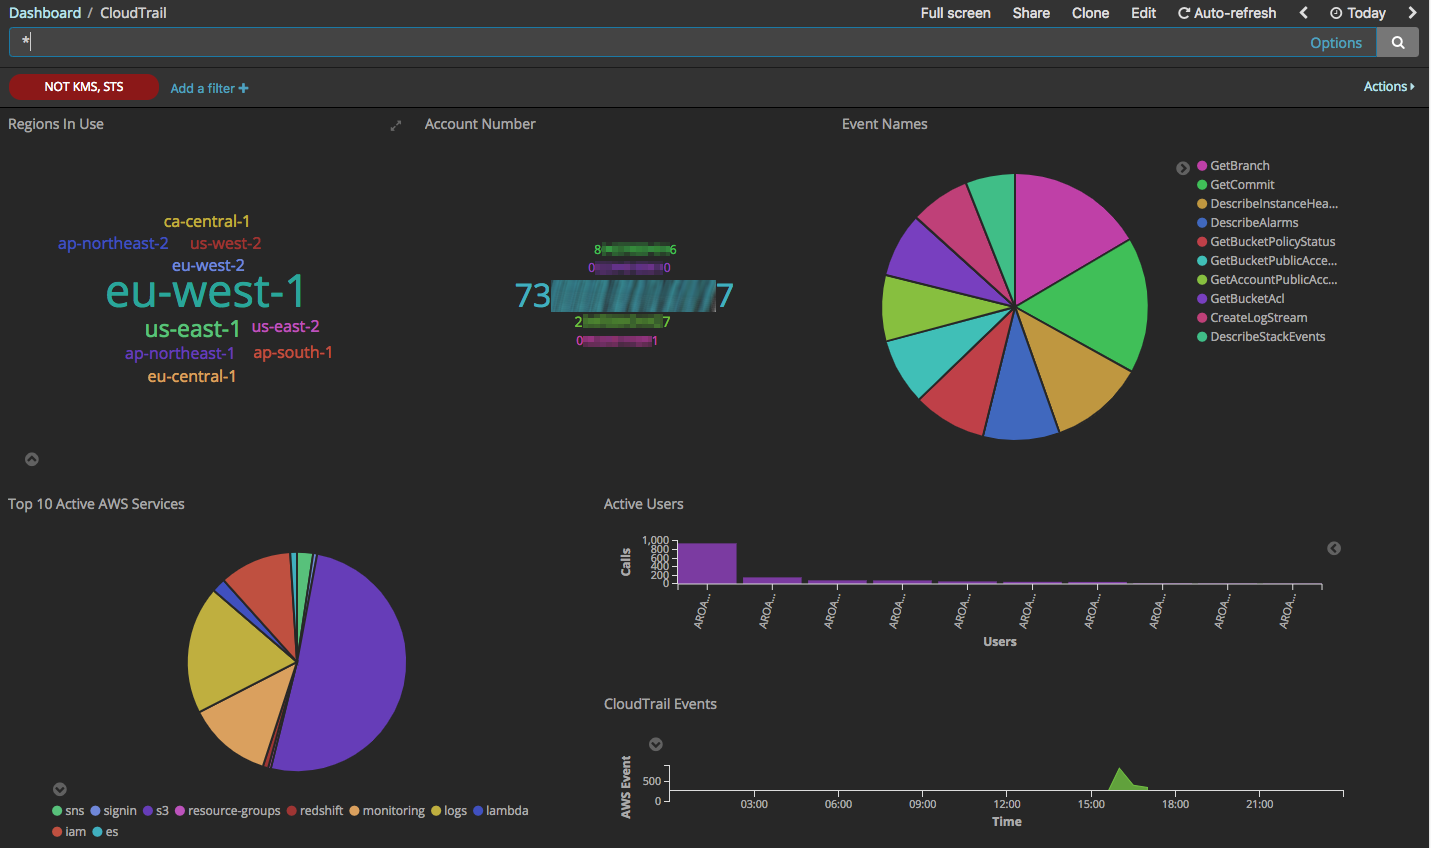 Dashboard / CloudTrail
Full screen Share Clone Edit Auto-refresh Today
*
Options
NOT KMS, STS
Add a filter +
Actions
Regions In Use
Account Number
Event Names
ca-central-1
ap-northeast-2 us-west-2
eu-west-2
eu-west-1
us-east-1 us-east-2
ap-northeast-1 ap-south-1
eu-central-1
8 6
0 0
73 7
2 7
0 1
GetBranch
GetCommit
DescribeInstanceHea...
DescribeAlarms
GetBucketPolicyStatus
GetBucketPublicAcce...
GetAccountPublicAcc...
GetBucketAcl
CreateLogStream
DescribeStackEvents
Top 10 Active AWS Services
sns signin s3 resource-groups redshift monitoring logs lambda
iam es
Active Users
Calls
1,000
800
600
400
200
0
AROA... AROA... AROA... AROA... AROA... AROA... AROA... AROA... AROA... AROA...
Users
CloudTrail Events
AWS Event
500
0
03:00 06:00 09:00 12:00 15:00 18:00 21:00
Time